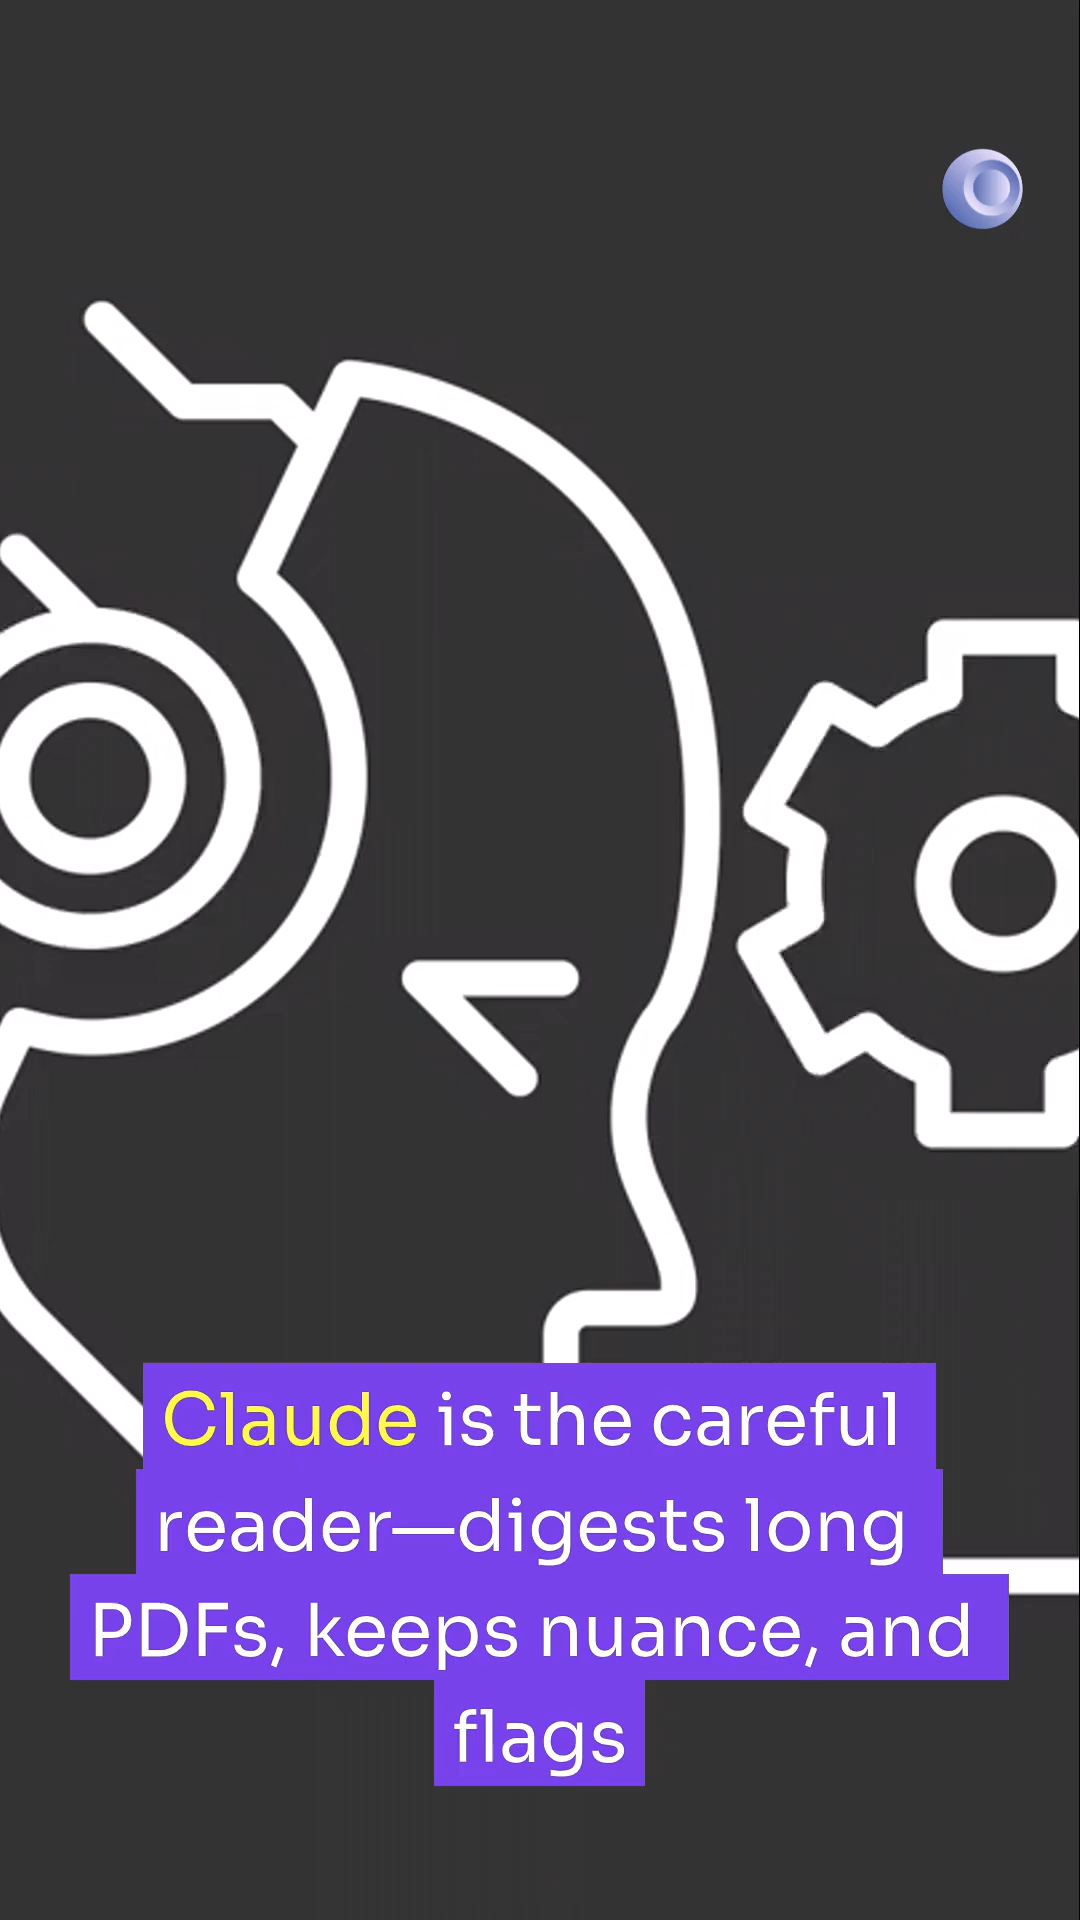 Claude is the careful
reader—digests long
PDFs, keeps nuance, and
flags